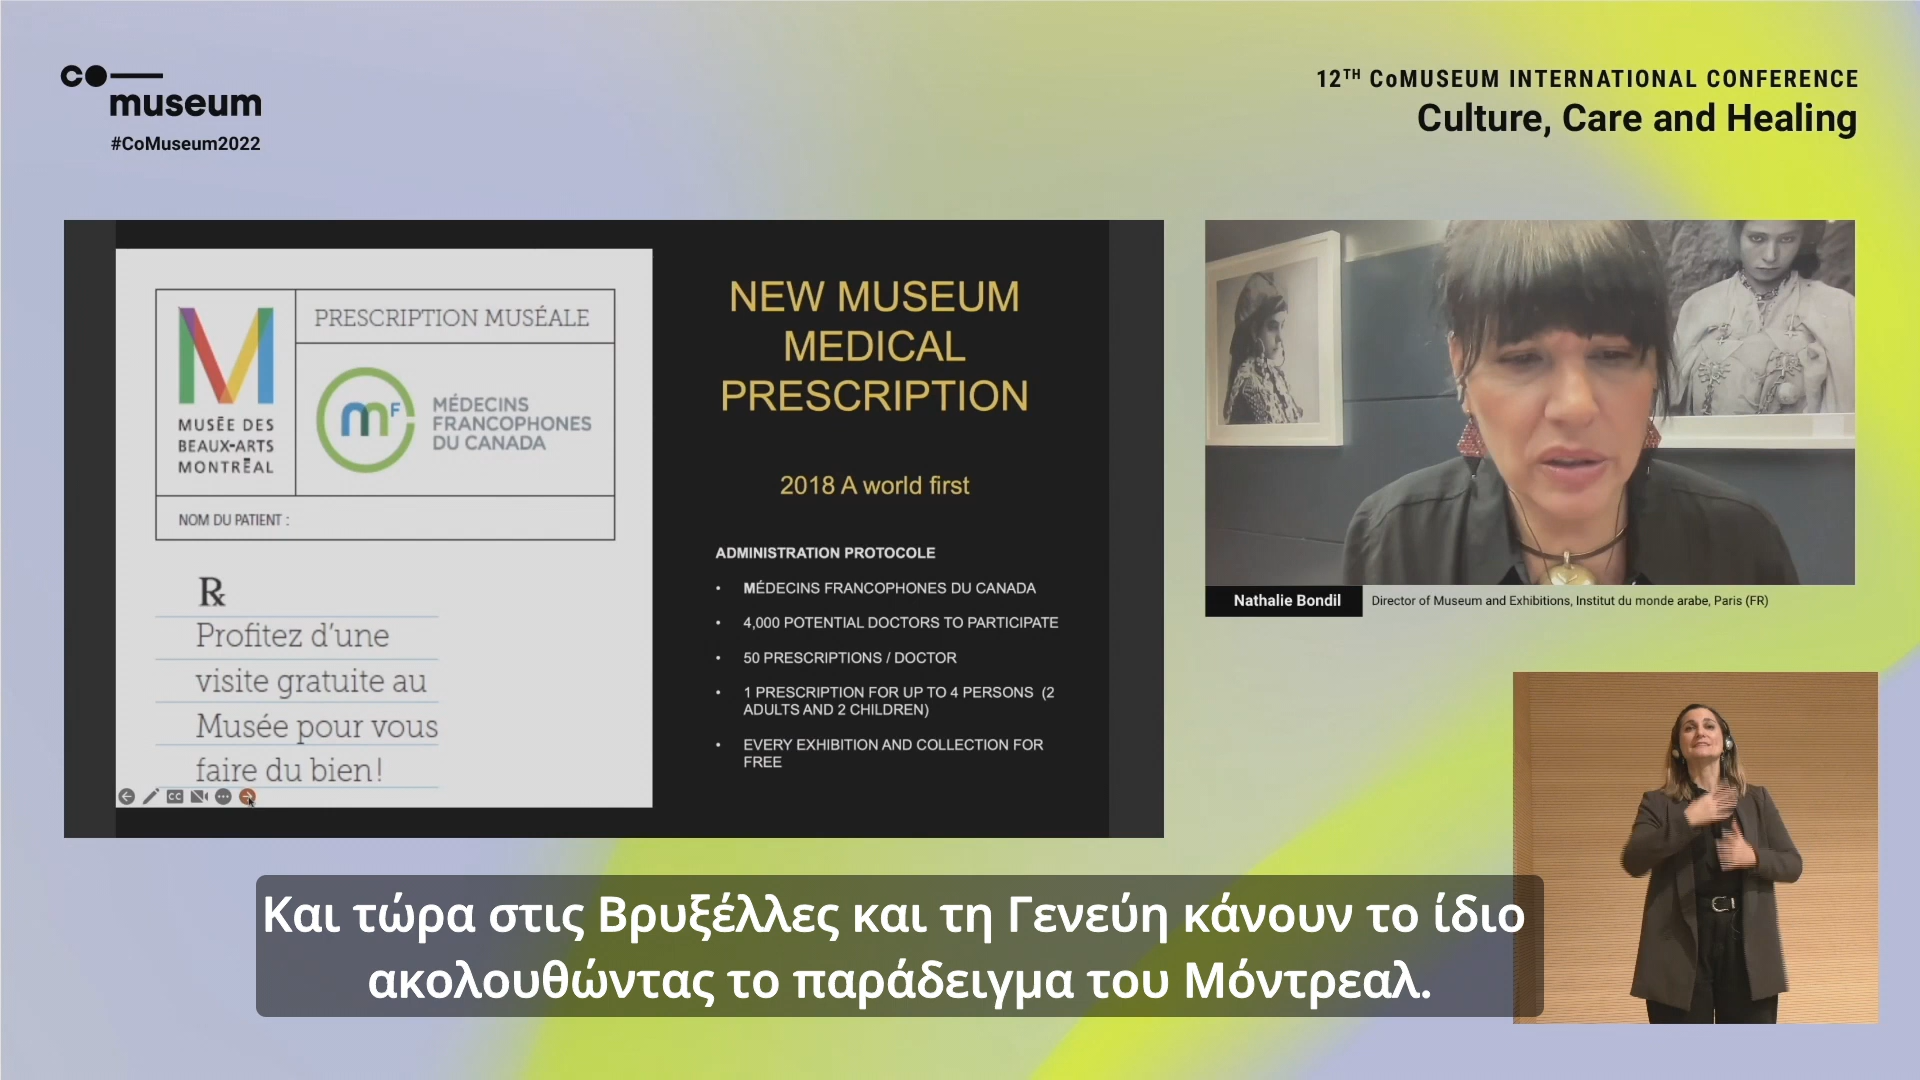 co
museum
#CoMuseum2022
12TH CoMUSEUM INTERNATIONAL CONFERENCE
Culture, Care and Healing
PRESCRIPTION MUSÉALE
M
MUSÉE DES
BEAUX-ARTS
MONTRĒAL
mF
MÉDECINS
FRANCOPHONES
DU CANADA
NOM DU PATIENT :
℞
Profitez d'une
visite gratuite au
Musée pour vous
faire du bien!
CC
NEW MUSEUM
MEDICAL
PRESCRIPTION
2018 A world first
ADMINISTRATION PROTOCOLE
• MÉDECINS FRANCOPHONES DU CANADA
• 4,000 POTENTIAL DOCTORS TO PARTICIPATE
• 50 PRESCRIPTIONS / DOCTOR
• 1 PRESCRIPTION FOR UP TO 4 PERSONS (2
ADULTS AND 2 CHILDREN)
• EVERY EXHIBITION AND COLLECTION FOR
FREE
Nathalie Bondil
Director of Museum and Exhibitions, Institut du monde arabe, Paris (FR)
Και τώρα στις Βρυξέλλες και τη Γενεύη κάνουν το ίδιο
ακολουθώντας το παράδειγμα του Μόντρεαλ.